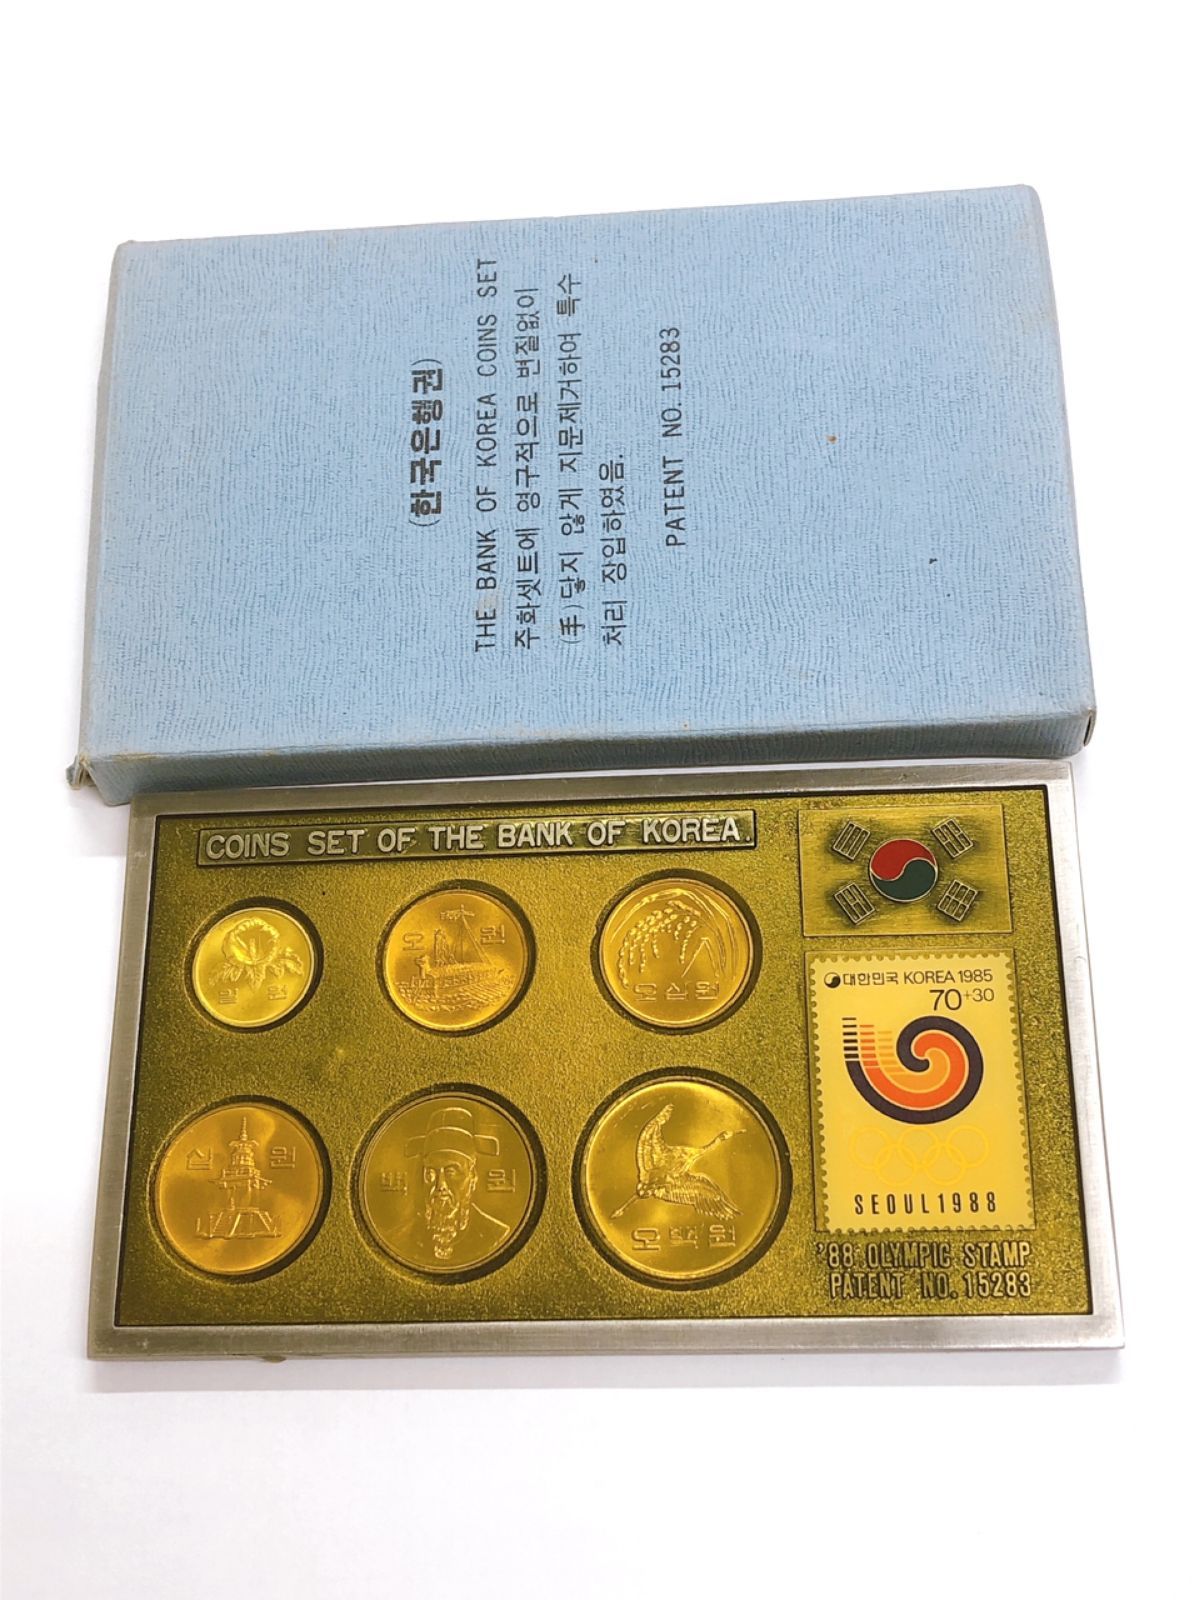 (한국은행권)
THE BANK OF KOREA COINS SET
주화셋트에 영구적으로 변질없이
(手)닿지 않게 지문제거하여 특수
처리 장입하였음.
PATENT NO.15283
COINS SET OF THE BANK OF KOREA.
일 원
오 원
오십원
십 원
백 원
오백원
대한민국 KOREA 1985
70+30
SEOUL1988
'88 OLYMPIC STAMP
PATENT NO.15283